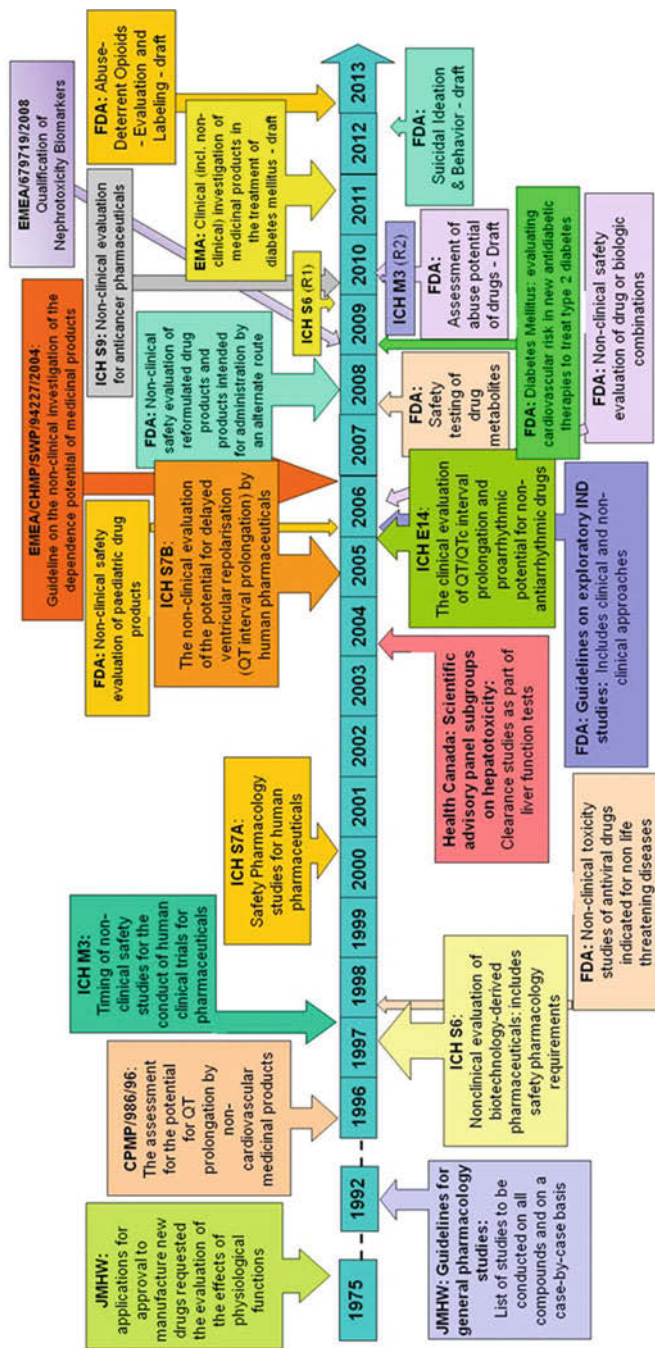 JMHW:
applications for
approval to
manufacture new
drugs requested
the evaluation of
the effects of
physiological
functions
CPMP/986/96:
The assessment
for the potential
for QT
prolongation by
non-
cardiovascular
medicinal products
ICH M3:
Timing of non-
clinical safety
studies for the
conduct of human
clinical trials for
pharmaceuticals
ICH S7A:
Safety Pharmacology
studies for human
pharmaceuticals
FDA: Non-clinical safety
evaluation of paediatric drug
products
ICH S7B:
The non-clinical evaluation
of the potential for delayed
ventricular repolarisation
(QT interval prolongation) by
human pharmaceuticals
EMEA/CHMP/SWP/94227/2004:
Guideline on the non-clinical investigation of the
dependence potential of medicinal products
FDA: Non-clinical
safety evaluation of
reformulated drug
products and
products intended
for administration by
an alternate route
ICH S9: Non-clinical evaluation
for anticancer pharmaceuticals
ICH S6 (R1)
EMEA/679719/2008
Qualification of
Nephrotoxicity Biomarkers
EMA: Clinical (incl. non-
clinical) investigation of
medicinal products in
the treatment of
diabetes mellitus - draft
FDA: Abuse-
Deterrent Opioids
- Evaluation and
Labeling - draft
1975
1992
1996
1997
1998
1999
2000
2001
2002
2003
2004
2005
2006
2007
2008
2009
2010
2011
2012
2013
JMHW: Guidelines for
general pharmacology
studies:
List of studies to be
conducted on all
compounds and on a
case-by-case basis
ICH S6:
Nonclinical evaluation of
biotechnology-derived
pharmaceuticals: includes
safety pharmacology
requirements
FDA: Non-clinical toxicity
studies of antiviral drugs
indicated for non life
threatening diseases
Health Canada: Scientific
advisory panel subgroups
on hepatotoxicity:
Clearance studies as part of
liver function tests
ICH E14:
The clinical evaluation
of QT/QTc interval
prolongation and
proarrhythmic
potential for non-
antiarrhythmic drugs
FDA: Guidelines on exploratory IND
studies: Includes clinical and non-
clinical approaches
FDA:
Safety
testing of
drug
metabolites
FDA: Diabetes Mellitus: evaluating
cardiovascular risk in new antidiabetic
therapies to treat type 2 diabetes
FDA: Non-clinical safety
evaluation of drug or biologic
combinations
ICH M3 (R2)
FDA:
Assessment of
abuse potential
of drugs - Draft
FDA:
Suicidal Ideation
& Behavior - draft